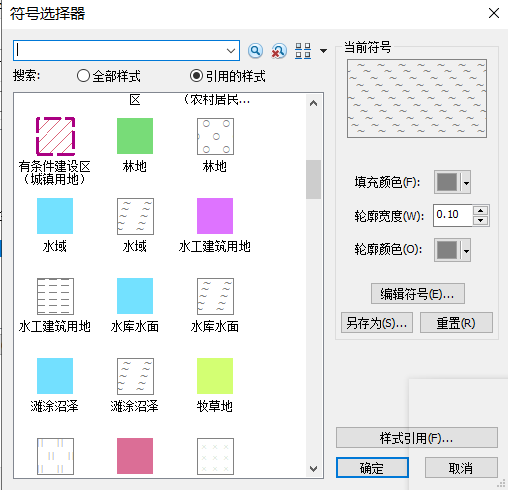 符号选择器
搜索:
全部样式
引用的样式
区
(农村居民...
有条件建设区
(城镇用地)
林地
林地
水域
水域
水工建筑用地
水工建筑用地
水库水面
水库水面
滩涂沼泽
滩涂沼泽
牧草地
当前符号
填充颜色(F):
轮廓宽度(W):
0.10
轮廓颜色(O):
编辑符号(E)...
另存为(S)...
重置(R)
样式引用(F)...
确定
取消